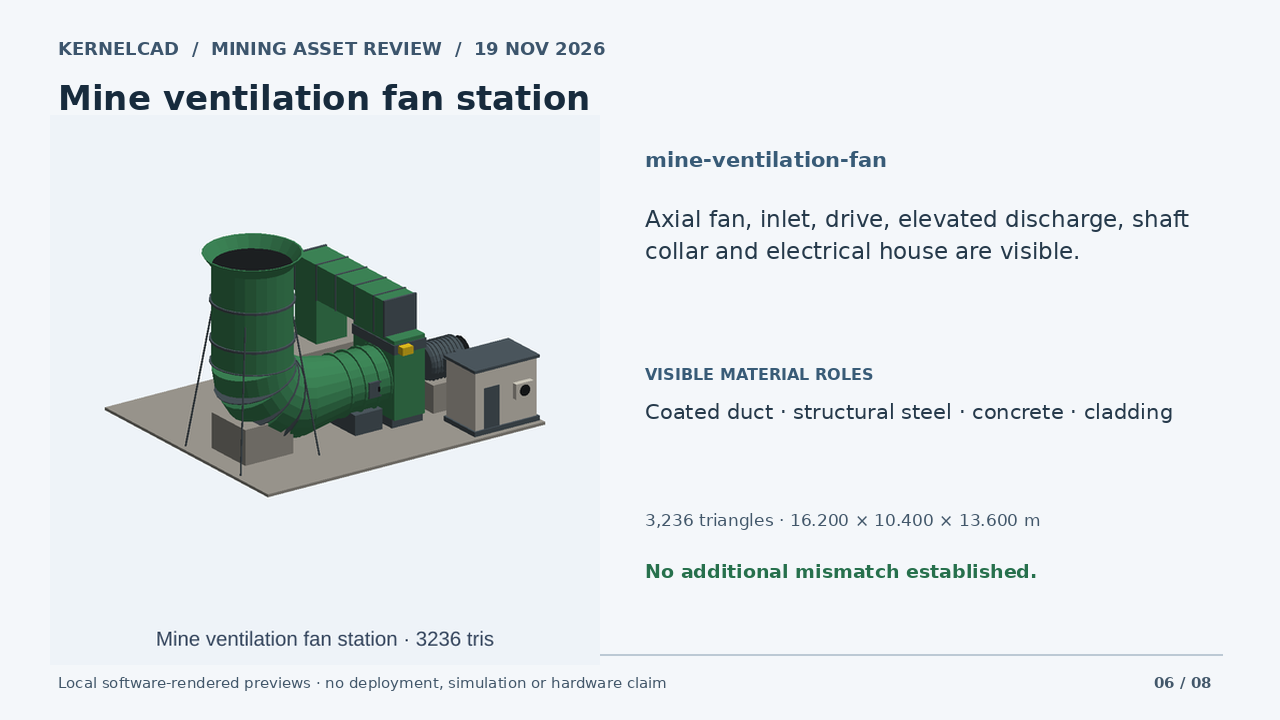 KERNELCAD / MINING ASSET REVIEW / 19 NOV 2026
Mine ventilation fan station
mine-ventilation-fan
Axial fan, inlet, drive, elevated discharge, shaft
collar and electrical house are visible.
VISIBLE MATERIAL ROLES
Coated duct · structural steel · concrete · cladding
3,236 triangles · 16.200 × 10.400 × 13.600 m
No additional mismatch established.
Mine ventilation fan station · 3236 tris
Local software-rendered previews · no deployment, simulation or hardware claim
06 / 08